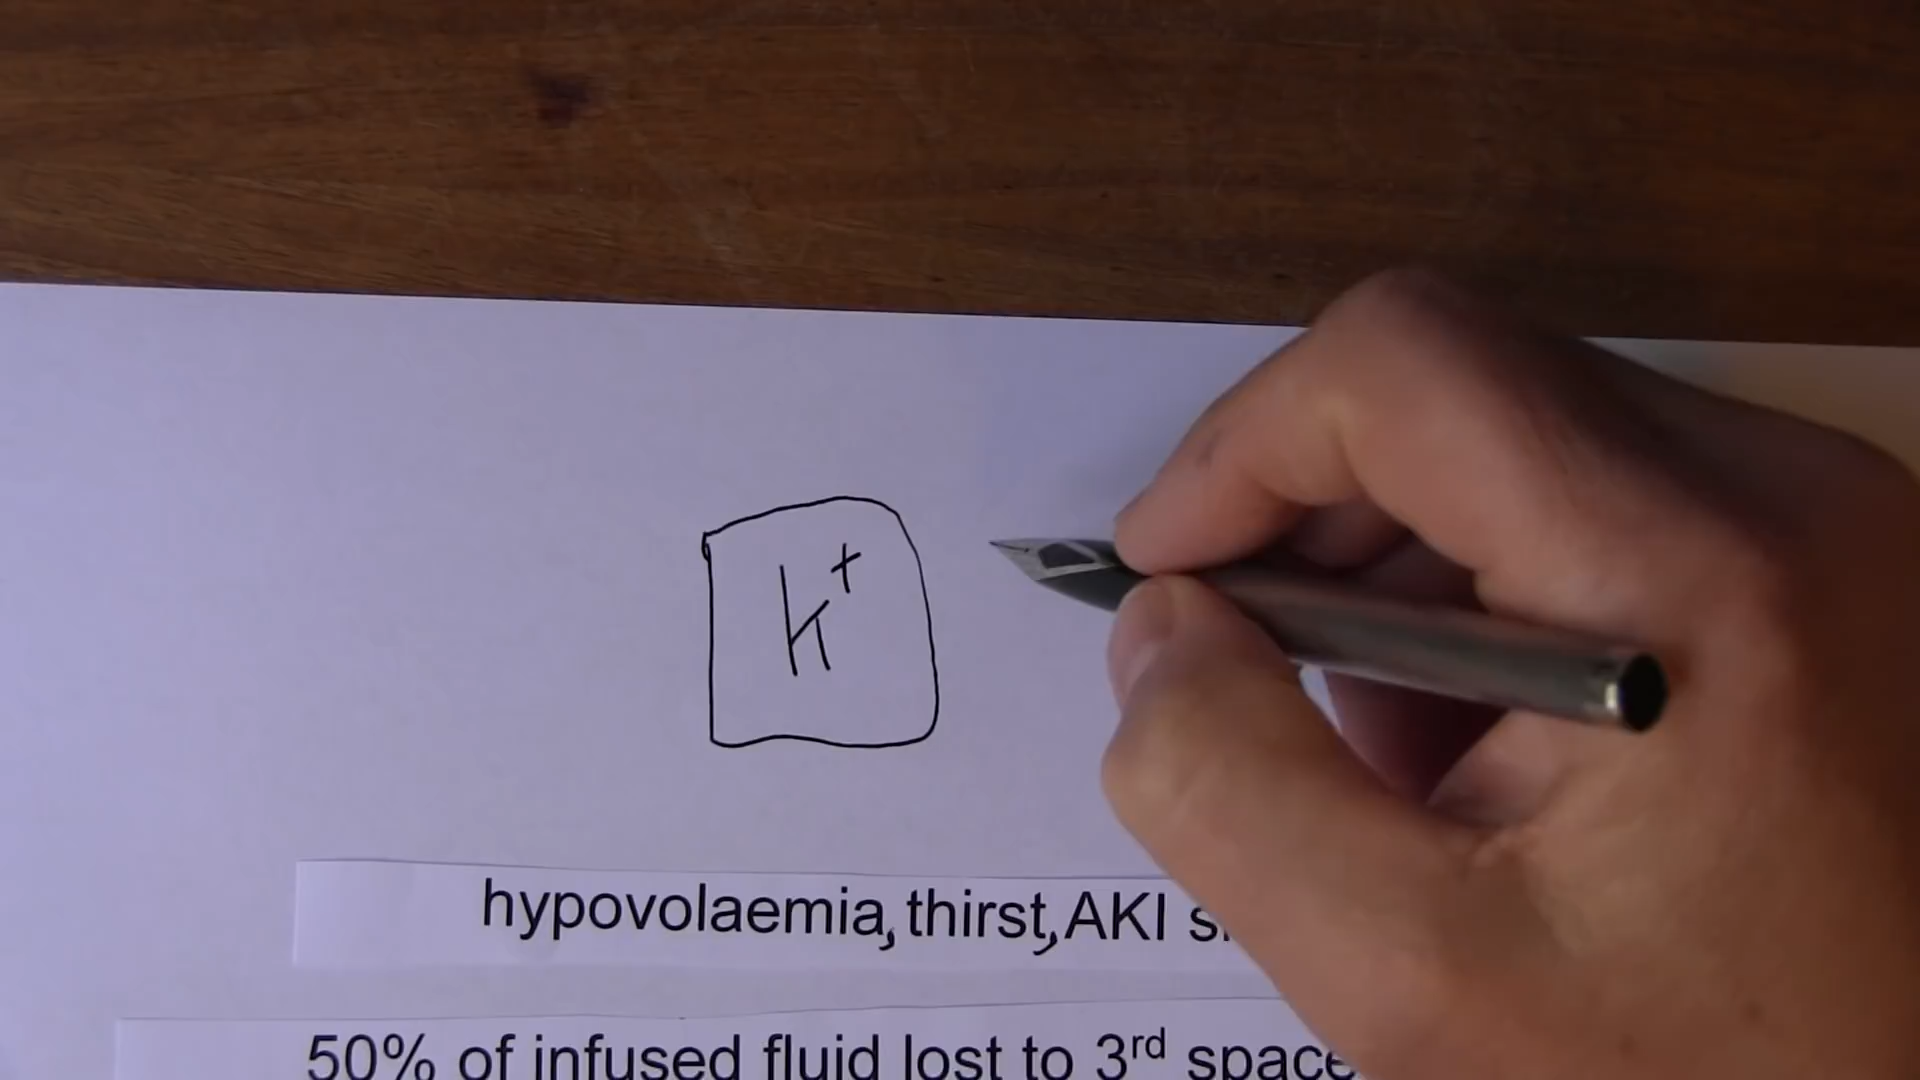 K+
hypovolaemia, thirst, AKI
50% of infused fluid lost to 3rd space